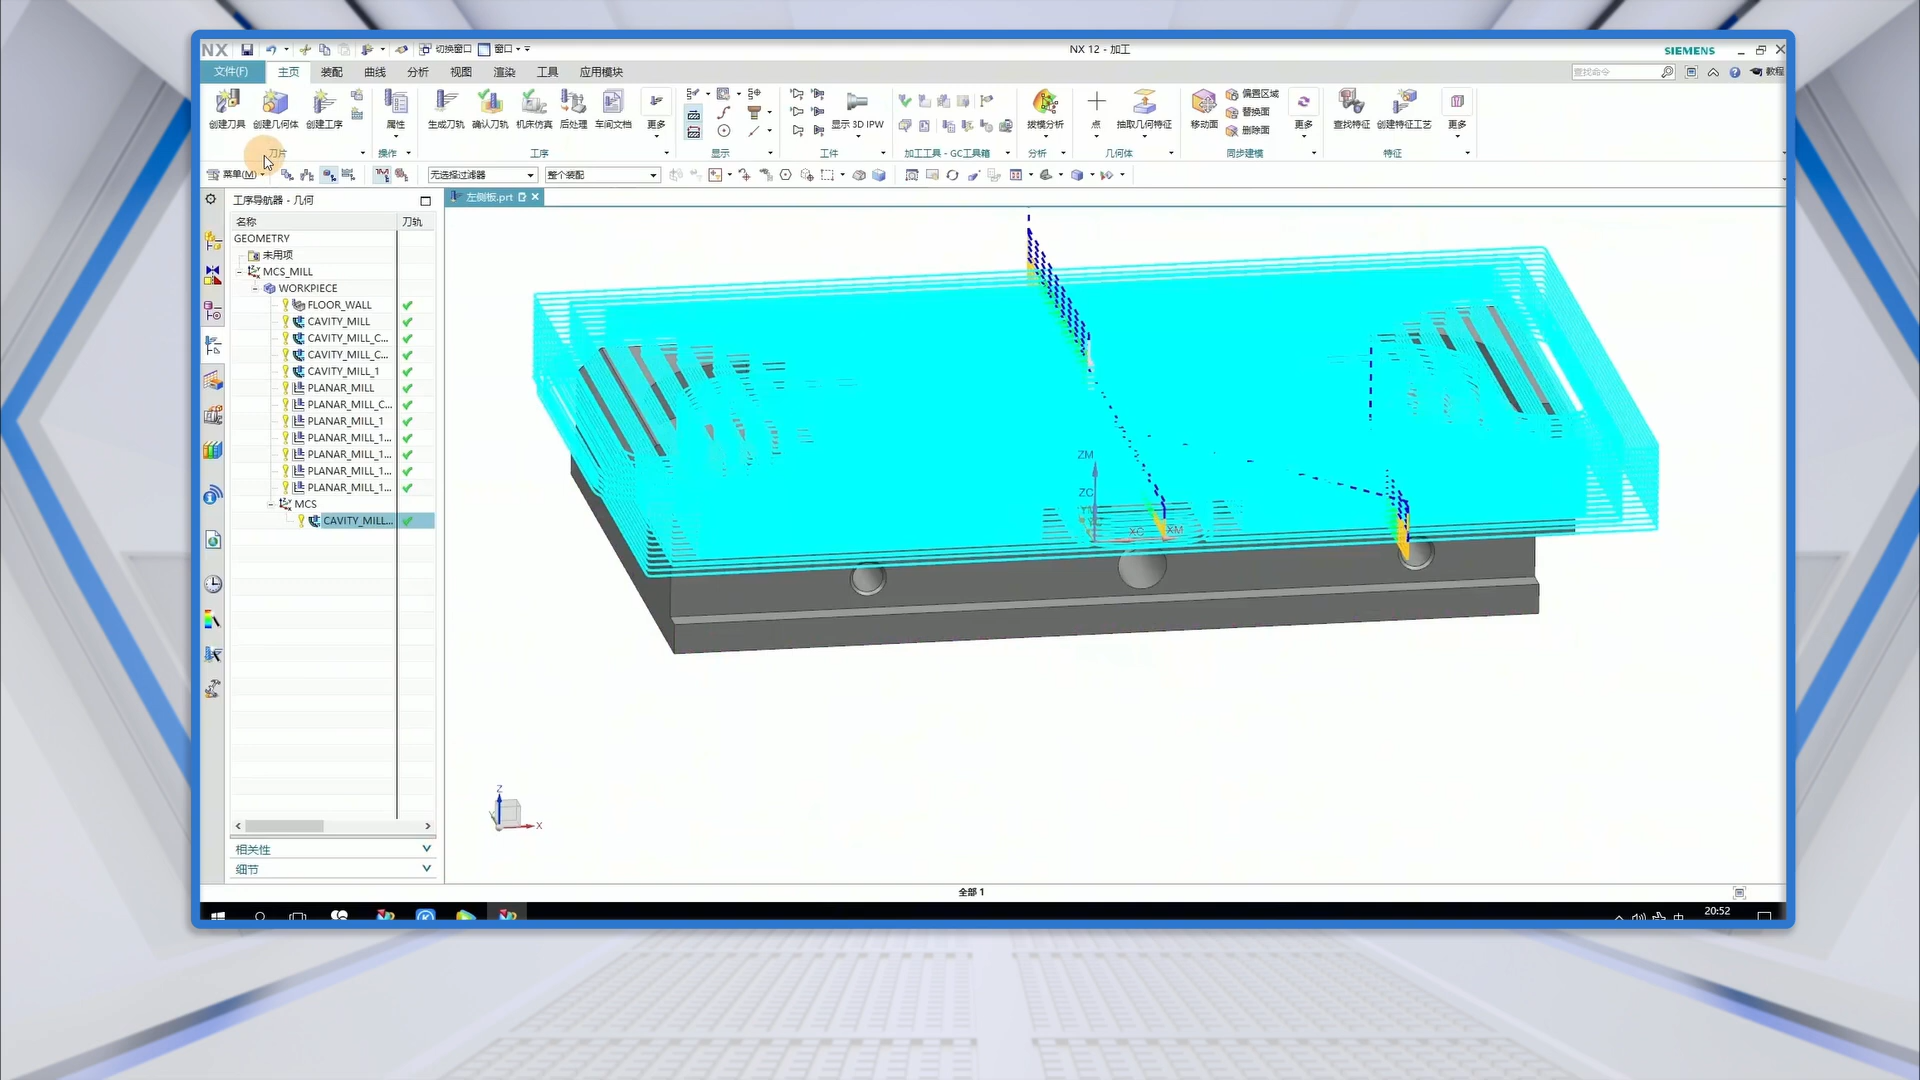 NX
切换窗口
窗口
NX 12 - 加工
SIEMENS
文件(F)
主页
装配
曲线
分析
视图
渲染
工具
应用模块
查找命令
教程
创建刀具
创建几何体
创建工序
属性
生成刀轨
确认刀轨
机床仿真
后处理
车间文档
更多
显示 3D IPW
拔模分析
点
抽取几何特征
移动面
偏置区域
替换面
删除面
更多
查找特征
创建特征工艺
更多
刀片
操作
工序
显示
工件
加工工具 - GC工具箱
分析
几何体
同步建模
特征
菜单(M)
无选择过滤器
整个装配
工序导航器 - 几何
左侧板.prt
名称
刀轨
GEOMETRY
未用项
MCS_MILL
WORKPIECE
FLOOR_WALL
CAVITY_MILL
CAVITY_MILL_C...
CAVITY_MILL_C...
CAVITY_MILL_1
PLANAR_MILL
PLANAR_MILL_C...
PLANAR_MILL_1
PLANAR_MILL_1...
PLANAR_MILL_1...
PLANAR_MILL_1...
PLANAR_MILL_1...
MCS
CAVITY_MILL...
ZM
ZC
XC
XM
Z
X
相关性
细节
全部 1
中
20:52